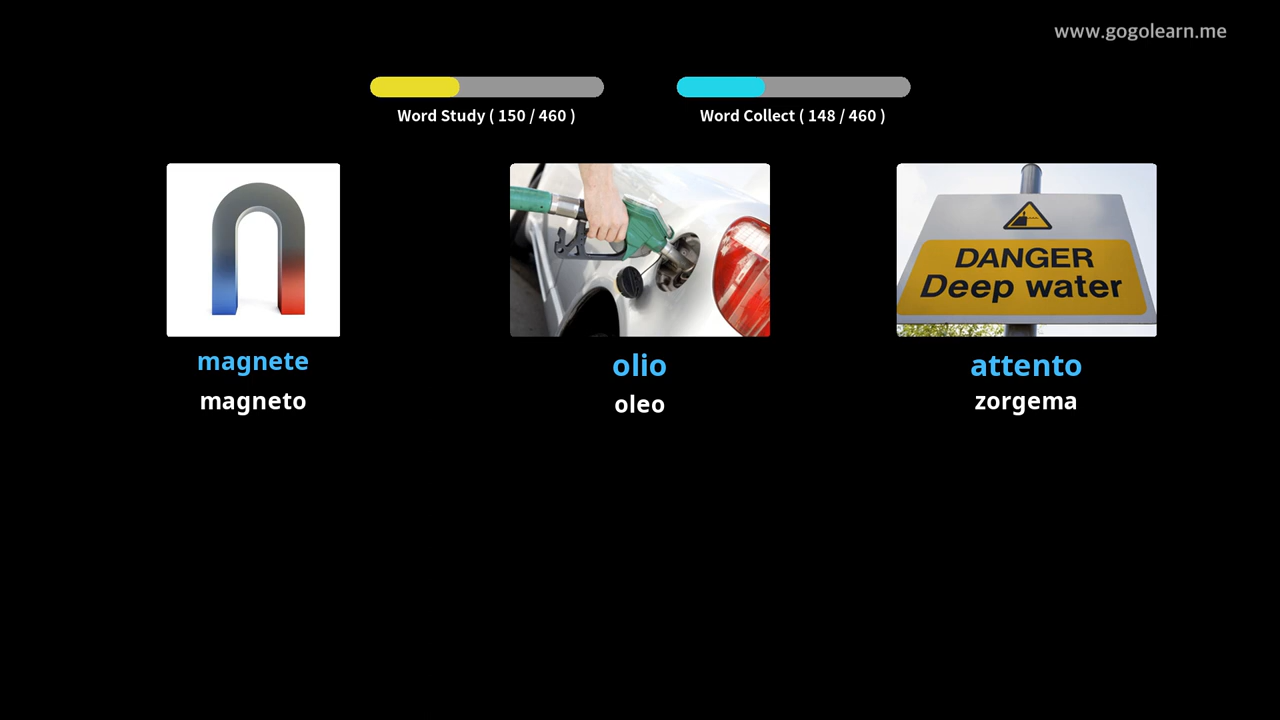 www.gogolearn.me
Word Study ( 150 / 460 )
Word Collect ( 148 / 460 )
DANGER
Deep water
magnete
magneto
olio
oleo
attento
zorgema